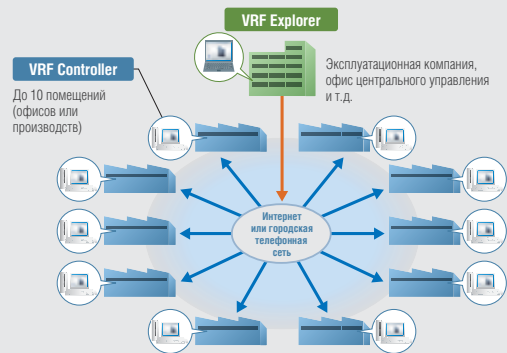 VRF Explorer
VRF Controller
До 10 помещений
(офисов или
производств)
Эксплуатационная компания,
офис центрального управления
и т.д.
Интернет
или городская
телефонная
сеть